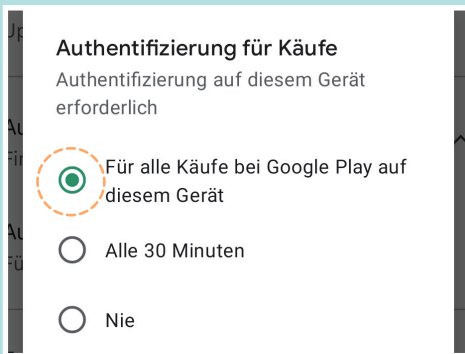 Authentifizierung für Käufe
Authentifizierung auf diesem Gerät
erforderlich
Für alle Käufe bei Google Play auf
diesem Gerät
Alle 30 Minuten
Nie